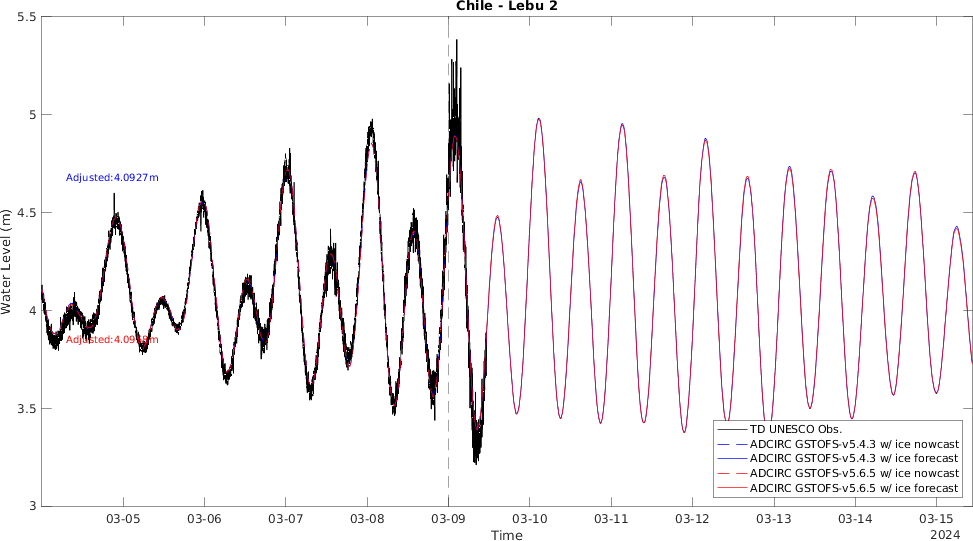 Chile - Lebu 2
5.5
5
4.5
4
3.5
3
Water Level (m)
Adjusted:4.0927m
03-05
03-06
03-07
03-08
03-09
03-10
03-11
03-12
03-13
03-14
03-15
2024
Time
TD UNESCO Obs.
ADCIRC GSTOFS-v5.4.3 w/ ice nowcast
ADCIRC GSTOFS-v5.4.3 w/ ice forecast
ADCIRC GSTOFS-v5.6.5 w/ ice nowcast
ADCIRC GSTOFS-v5.6.5 w/ ice forecast